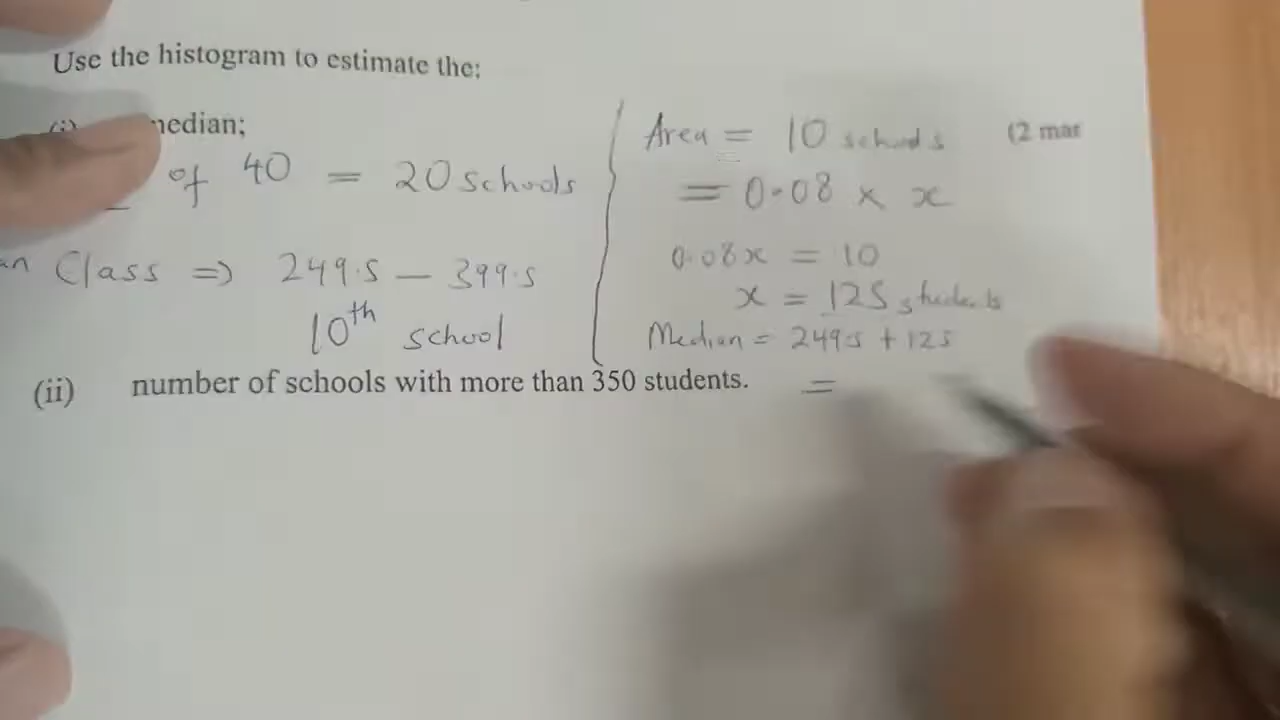 Use the histogram to estimate the:
(i) median;
of 40 = 20 schools
Class => 249.5 — 399.5
10th school
Area = 10 schools
(2 mar
= 0.08 × x
0.08x = 10
x = 125 students
Median = 249.5 + 125
=
(ii) number of schools with more than 350 students.